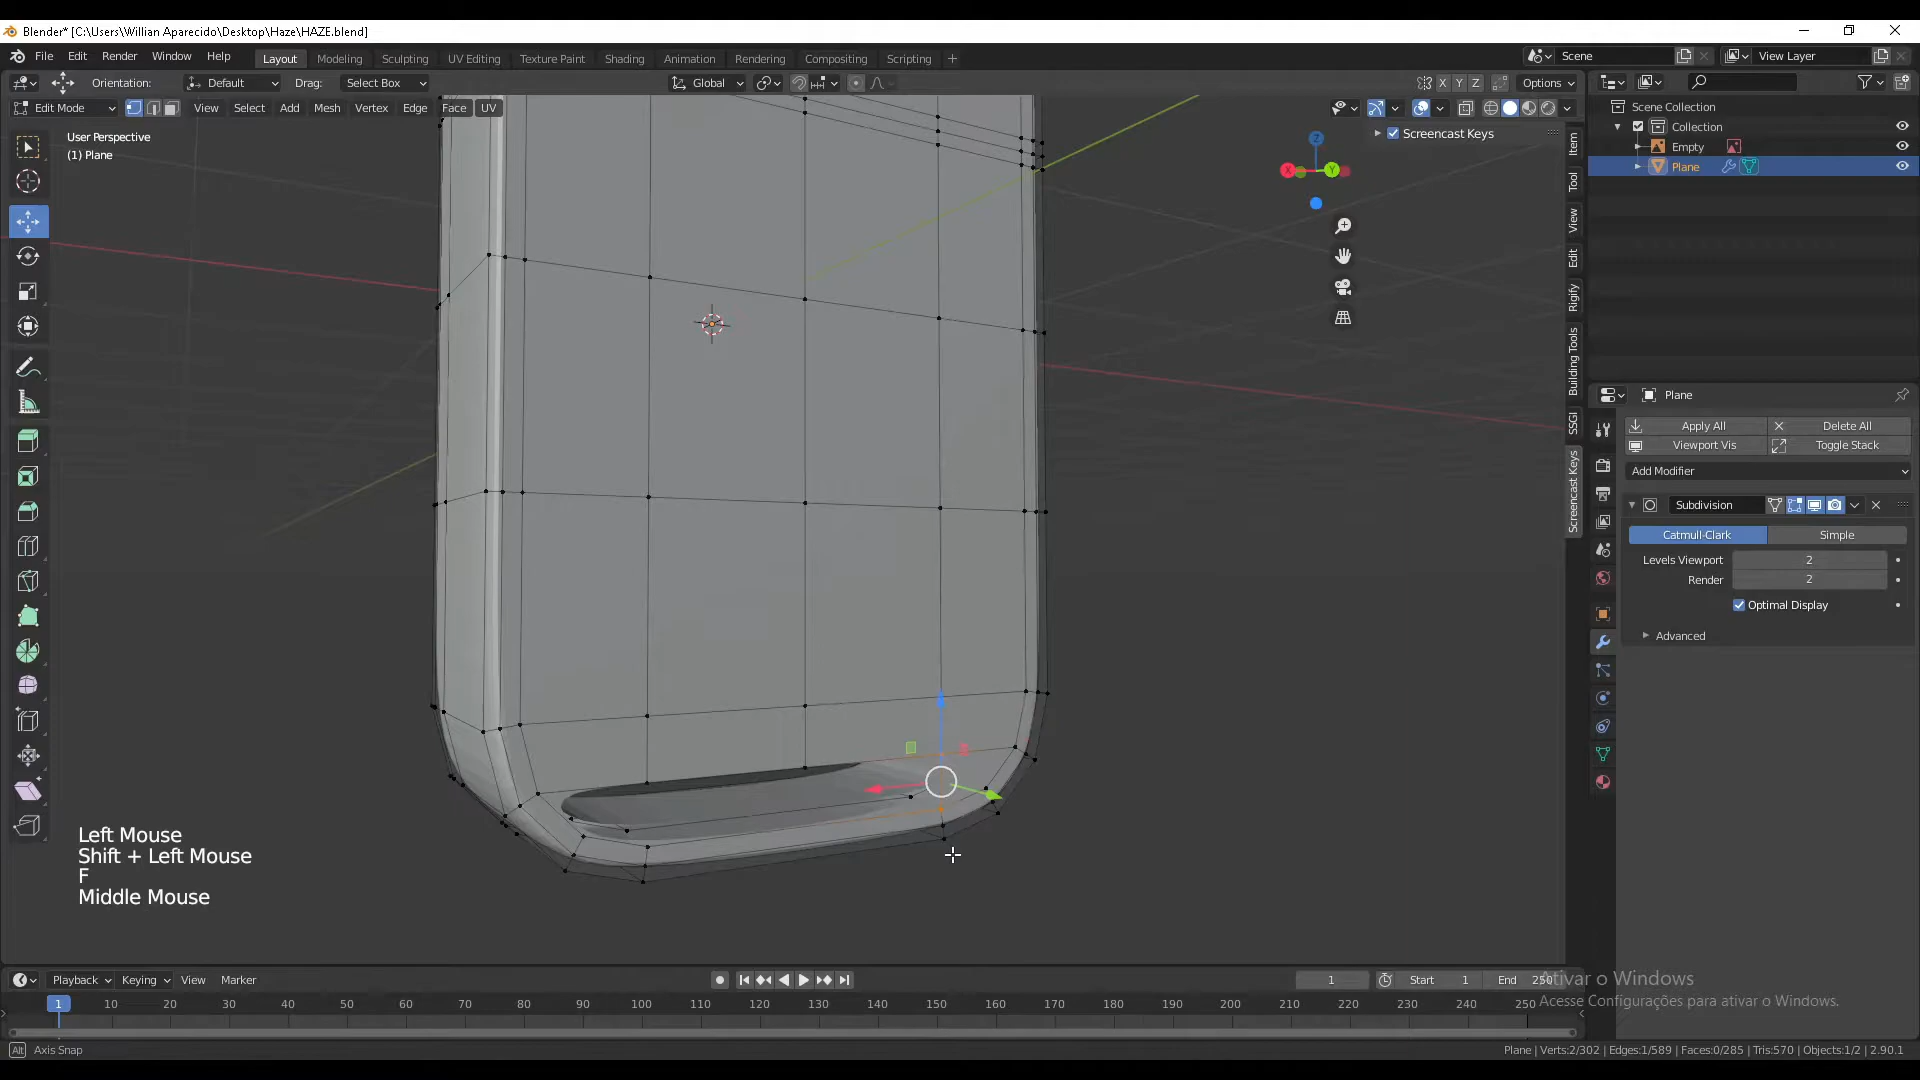 Blender* [C:\Users\Willian Aparecido\Desktop\Haze\HAZE.blend]
File Edit Render Window Help Layout Modeling Sculpting UV Editing Texture Paint Shading Animation Rendering Compositing Scripting + Scene View Layer
Orientation: Default Drag: Select Box Global X Y Z Options
Edit Mode View Select Add Mesh Vertex Edge Face UV
User Perspective
(1) Plane
Screencast Keys
Z
X
Y
Item
Tool
View
Edit
Rigify
Building Tools
SSGI
Screencast Keys
Scene Collection
Collection
Empty
Plane
Plane
Apply All Delete All
Viewport Vis Toggle Stack
Add Modifier
Subdivision
Catmull-Clark Simple
Levels Viewport 2
Render 2
Optimal Display
Advanced
Left Mouse
Shift + Left Mouse
F
Middle Mouse
Ativar o Windows
Acesse Configurações para ativar o Windows.
Playback Keying View Marker 1 Start 1 End 250
1 10 20 30 40 50 60 70 80 90 100 110 120 130 140 150 160 170 180 190 200 210 220 230 240 250
Alt Axis Snap
Plane | Verts:2/302 | Edges:1/589 | Faces:0/285 | Tris:570 | Objects:1/2 | 2.90.1